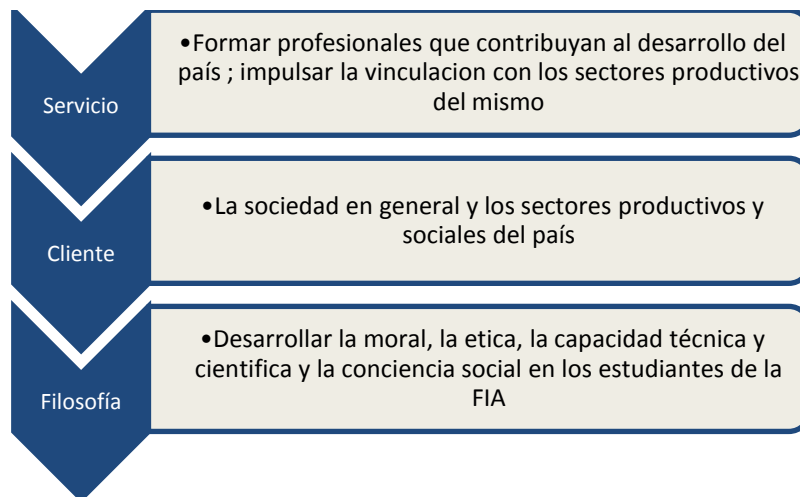 Servicio
•Formar profesionales que contribuyan al desarrollo del
país ; impulsar la vinculacion con los sectores productivos
del mismo
Cliente
•La sociedad en general y los sectores productivos y
sociales del país
Filosofía
•Desarrollar la moral, la etica, la capacidad técnica y
cientifica y la conciencia social en los estudiantes de la
FIA